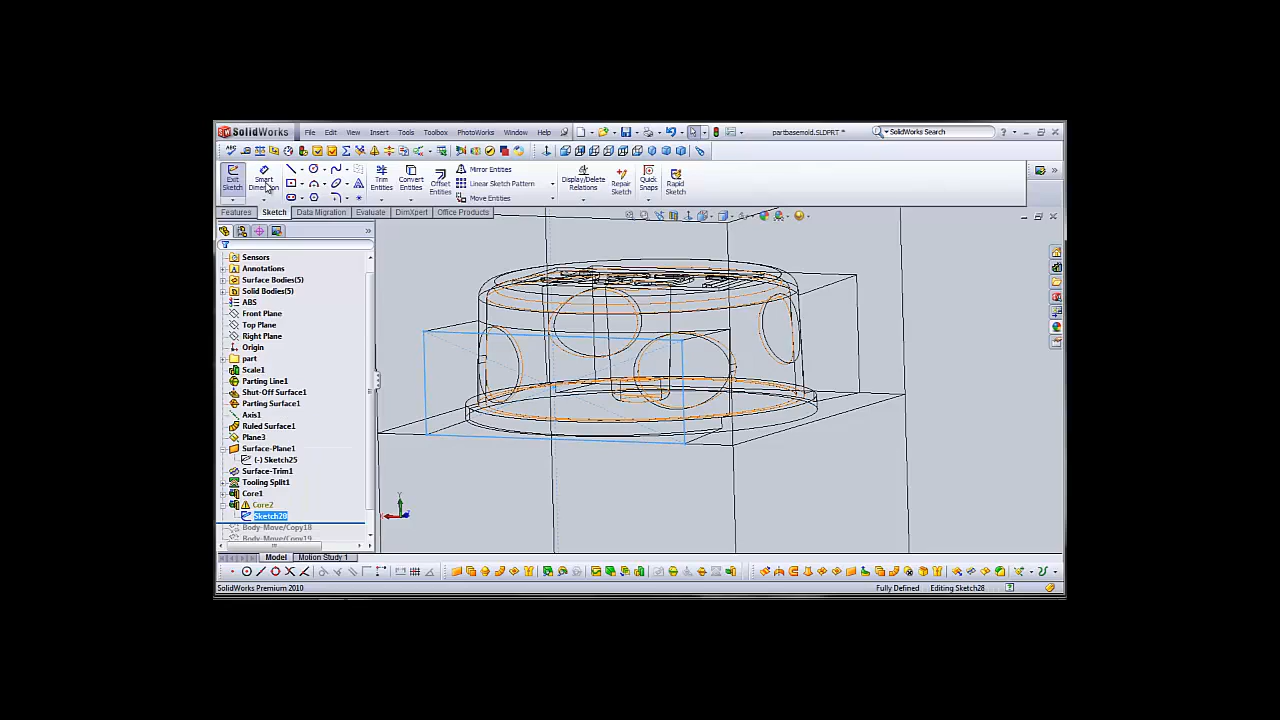 SolidWorks File Edit View Insert Tools Toolbox PhotoWorks Window Help partbasemold.SLDPRT * SolidWorks Search
Exit Sketch
Smart Dimension
Trim Entities
Convert Entities
Offset Entities
Mirror Entities
Linear Sketch Pattern
Move Entities
Display/Delete Relations
Repair Sketch
Quick Snaps
Rapid Sketch
Features Sketch Data Migration Evaluate DimXpert Office Products
Sensors
Annotations
Surface Bodies(5)
Solid Bodies(5)
ABS
Front Plane
Top Plane
Right Plane
Origin
part
Scale1
Parting Line1
Shut-Off Surface1
Parting Surface1
Axis1
Ruled Surface1
Plane3
Surface-Plane1
(-) Sketch25
Surface-Trim1
Tooling Split1
Core1
Core2
Sketch28
Body-Move/Copy18
Body-Move/Copy19
Model Motion Study 1
SolidWorks Premium 2010 Fully Defined Editing Sketch28